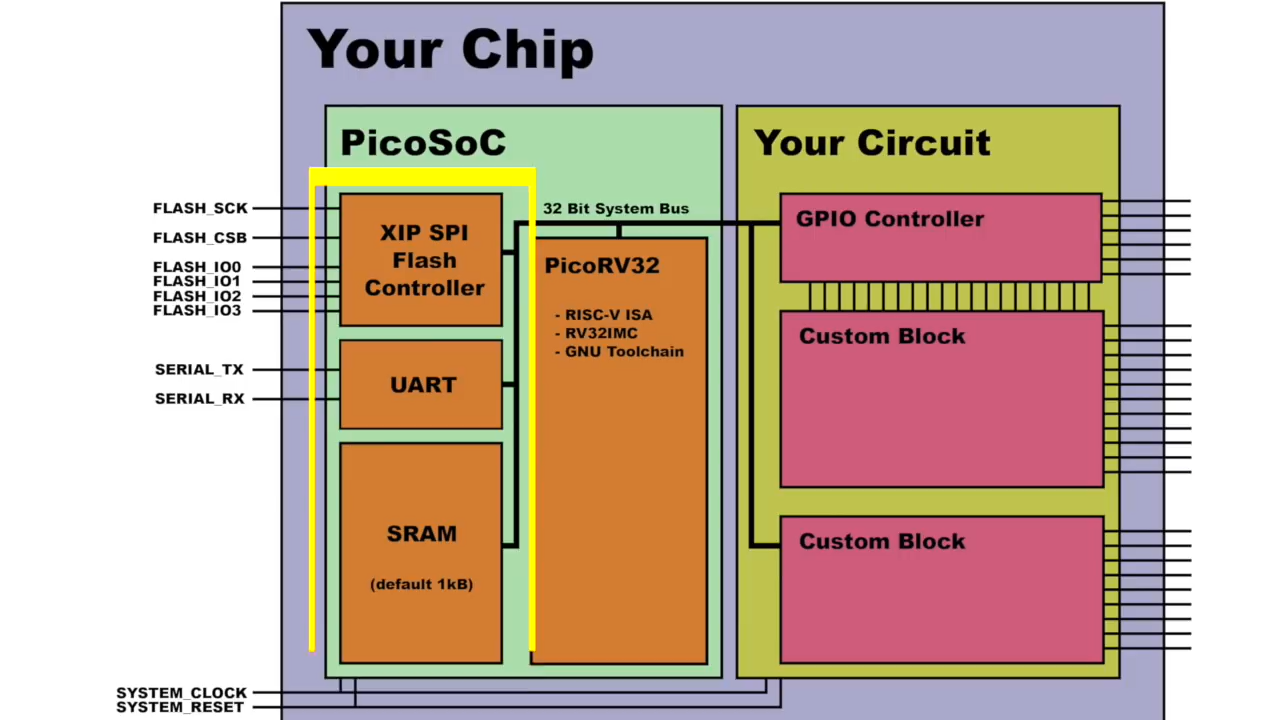 Your Chip
PicoSoC
Your Circuit
FLASH_SCK
FLASH_CSB
FLASH_IO0
FLASH_IO1
FLASH_IO2
FLASH_IO3
SERIAL_TX
SERIAL_RX
SYSTEM_CLOCK
SYSTEM_RESET
XIP SPI
Flash
Controller
UART
SRAM
(default 1kB)
32 Bit System Bus
PicoRV32
- RISC-V ISA
- RV32IMC
- GNU Toolchain
GPIO Controller
Custom Block
Custom Block